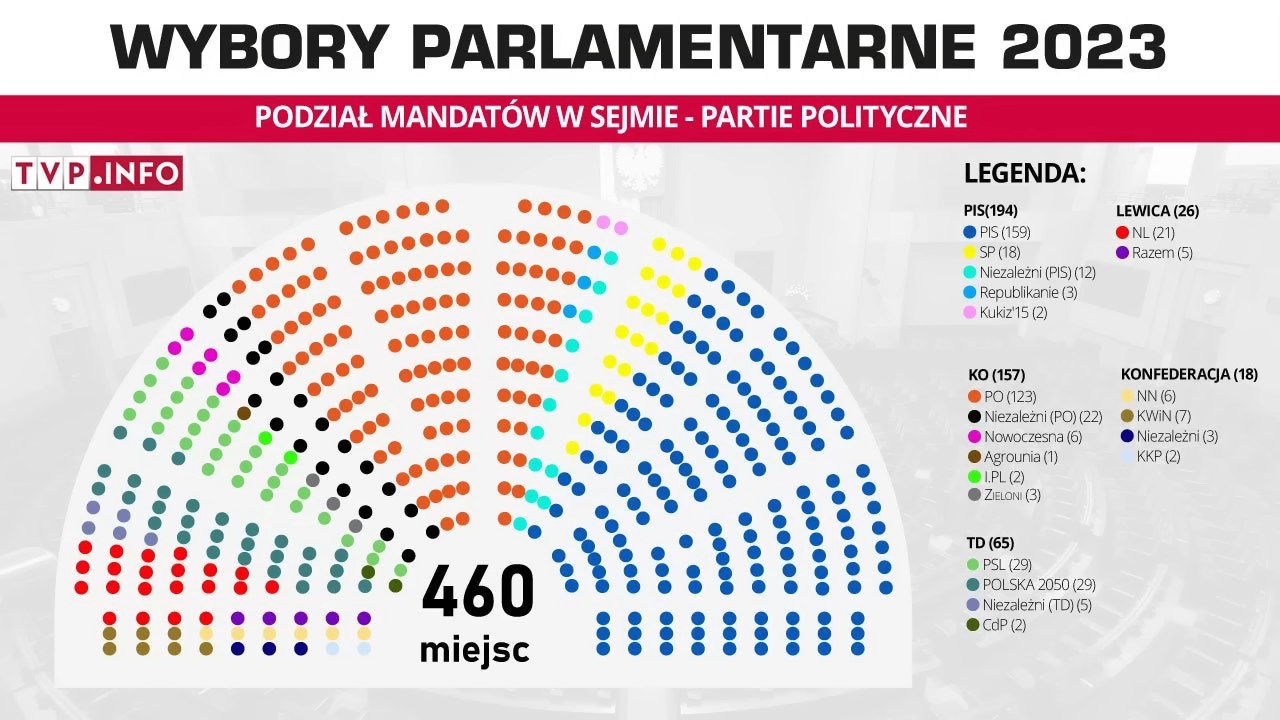 WYBORY PARLAMENTARNE 2023
PODZIAŁ MANDATÓW W SEJMIE - PARTIE POLITYCZNE
TVP.INFO
LEGENDA:
PIS(194)
PIS (159)
SP (18)
Niezależni (PIS) (12)
Republikanie (3)
Kukiz'15 (2)
LEWICA (26)
NL (21)
Razem (5)
KO (157)
PO (123)
Niezależni (PO) (22)
Nowoczesna (6)
Agrounia (1)
I.PL (2)
Zieloni (3)
KONFEDERACJA (18)
NN (6)
KWiN (7)
Niezależni (3)
KKP (2)
TD (65)
PSL (29)
POLSKA 2050 (29)
Niezależni (TD) (5)
CdP (2)
460
miejsc